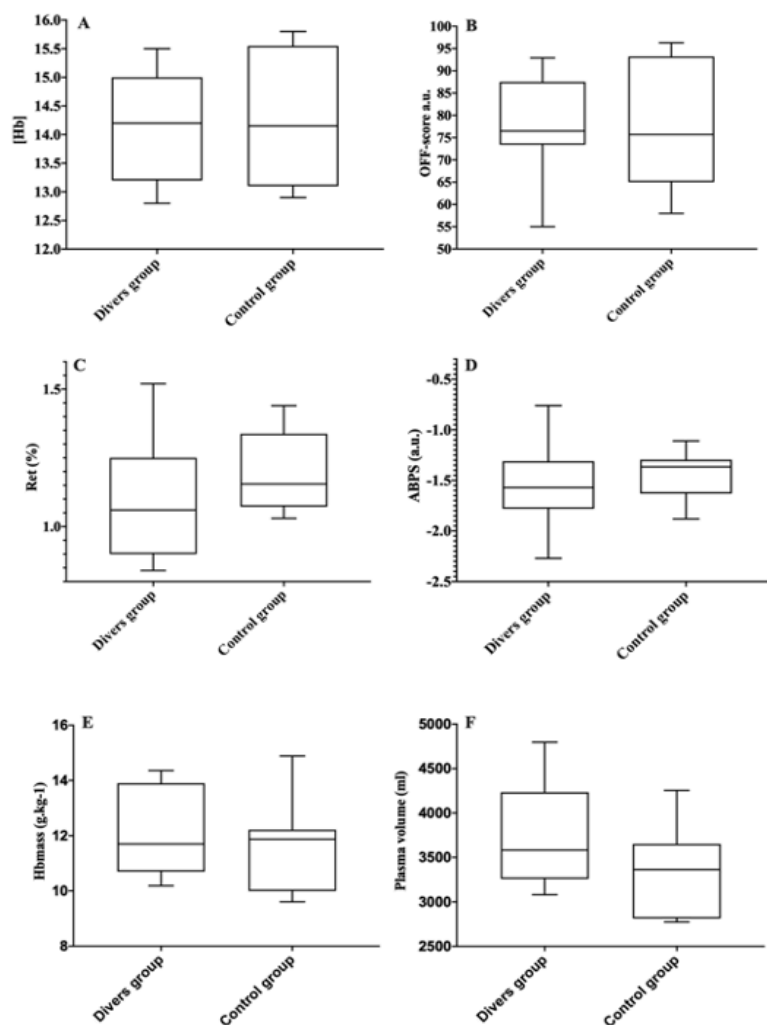 A
[Hb]
16.0
15.5
15.0
14.5
14.0
13.5
13.0
12.5
12.0
Divers group
Control group
B
OFF-score a.u.
100
95
90
85
80
75
70
65
60
55
50
Divers group
Control group
C
Ret (%)
1.5
1.0
Divers group
Control group
D
ABPS (a.u.)
-0.5
-1.0
-1.5
-2.0
-2.5
Divers group
Control group
E
Hbmass (g.kg-1)
16
14
12
10
8
Divers group
Control group
F
Plasma volume (ml)
5000
4500
4000
3500
3000
2500
Divers group
Control group